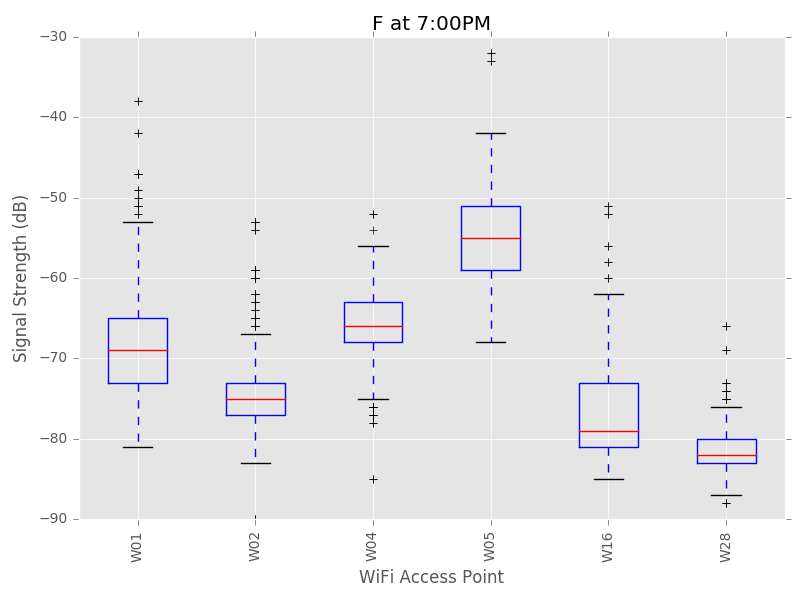 F at 7:00PM
Signal Strength (dB)
−30
−40
−50
−60
−70
−80
−90
W01
W02
W04
W05
W16
W28
WiFi Access Point